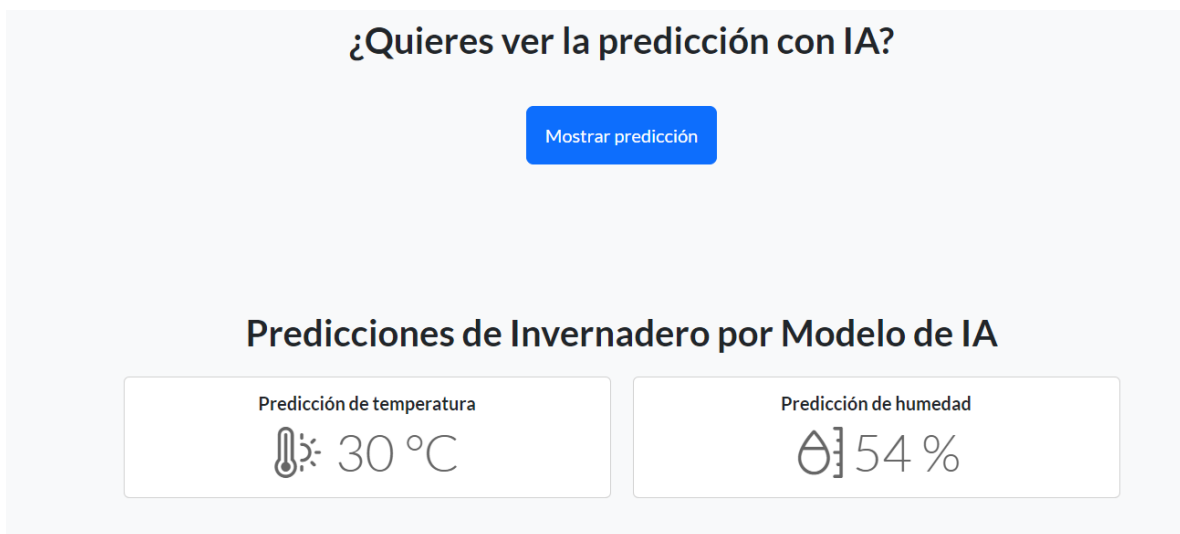 ¿Quieres ver la predicción con IA?
Mostrar predicción
Predicciones de Invernadero por Modelo de IA
Predicción de temperatura
30 °C
Predicción de humedad
54 %